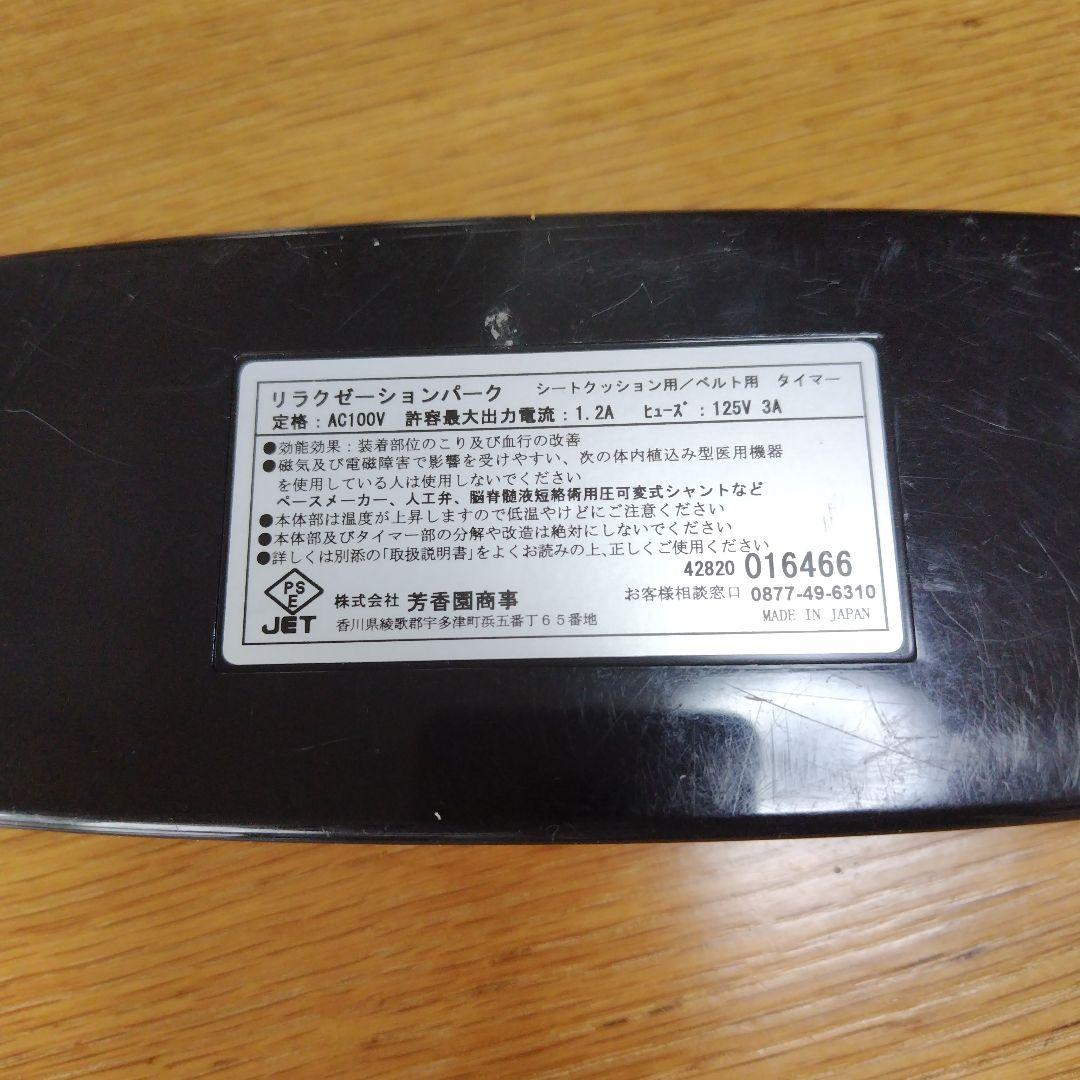 リラクゼーションパーク シートクッション用／ベルト用 タイマー
定格：AC100V 許容最大出力電流：1.2A ﾋｭｰｽﾞ：125V 3A
●効能効果：装着部位のこり及び血行の改善
●磁気及び電磁障害で影響を受けやすい、次の体内植込み型医用機器
を使用している人は使用しないでください
ペースメーカー、人工弁、脳脊髄液短絡術用圧可変式シャントなど
●本体部は温度が上昇しますので低温やけどにご注意ください
●本体部及びタイマー部の分解や改造は絶対にしないでください
●詳しくは別添の「取扱説明書」をよくお読みの上、正しくご使用ください
42820 016466
PS
E
JET
株式会社 芳香園商事
香川県綾歌郡宇多津町浜五番丁６５番地
お客様相談窓口 0877-49-6310
MADE IN JAPAN